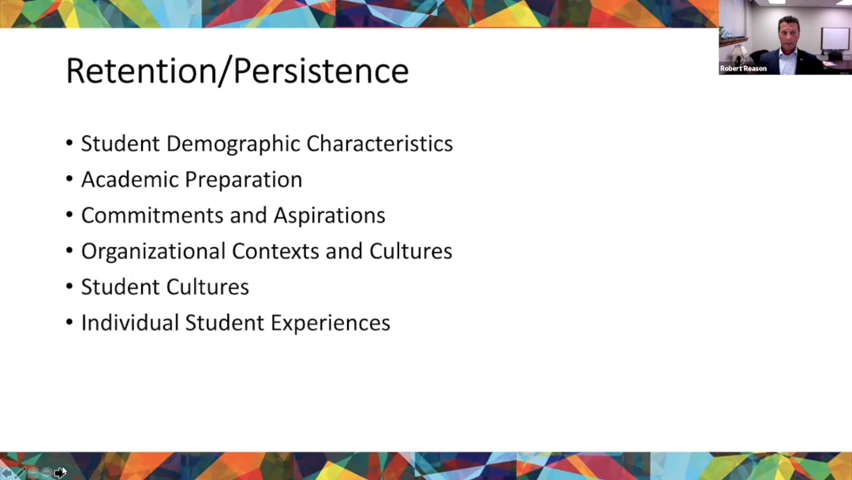 Retention/Persistence
Robert Reason
• Student Demographic Characteristics
• Academic Preparation
• Commitments and Aspirations
• Organizational Contexts and Cultures
• Student Cultures
• Individual Student Experiences